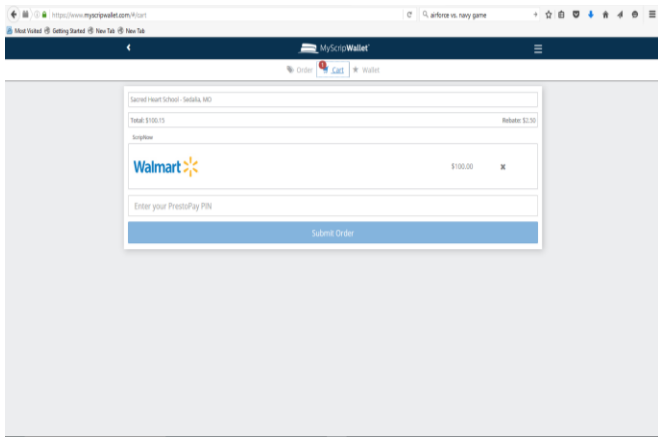 https://www.myscripwallet.com/#/cart
airforce vs. navy game
Most Visited Getting Started New Tab New Tab
MyScripWallet
Order 1 Cart Wallet
Sacred Heart School - Sedalia, MO
Total: $100.15 Rebate: $2.50
ScripNow
Walmart $100.00
Enter your PrestoPay PIN
Submit Order